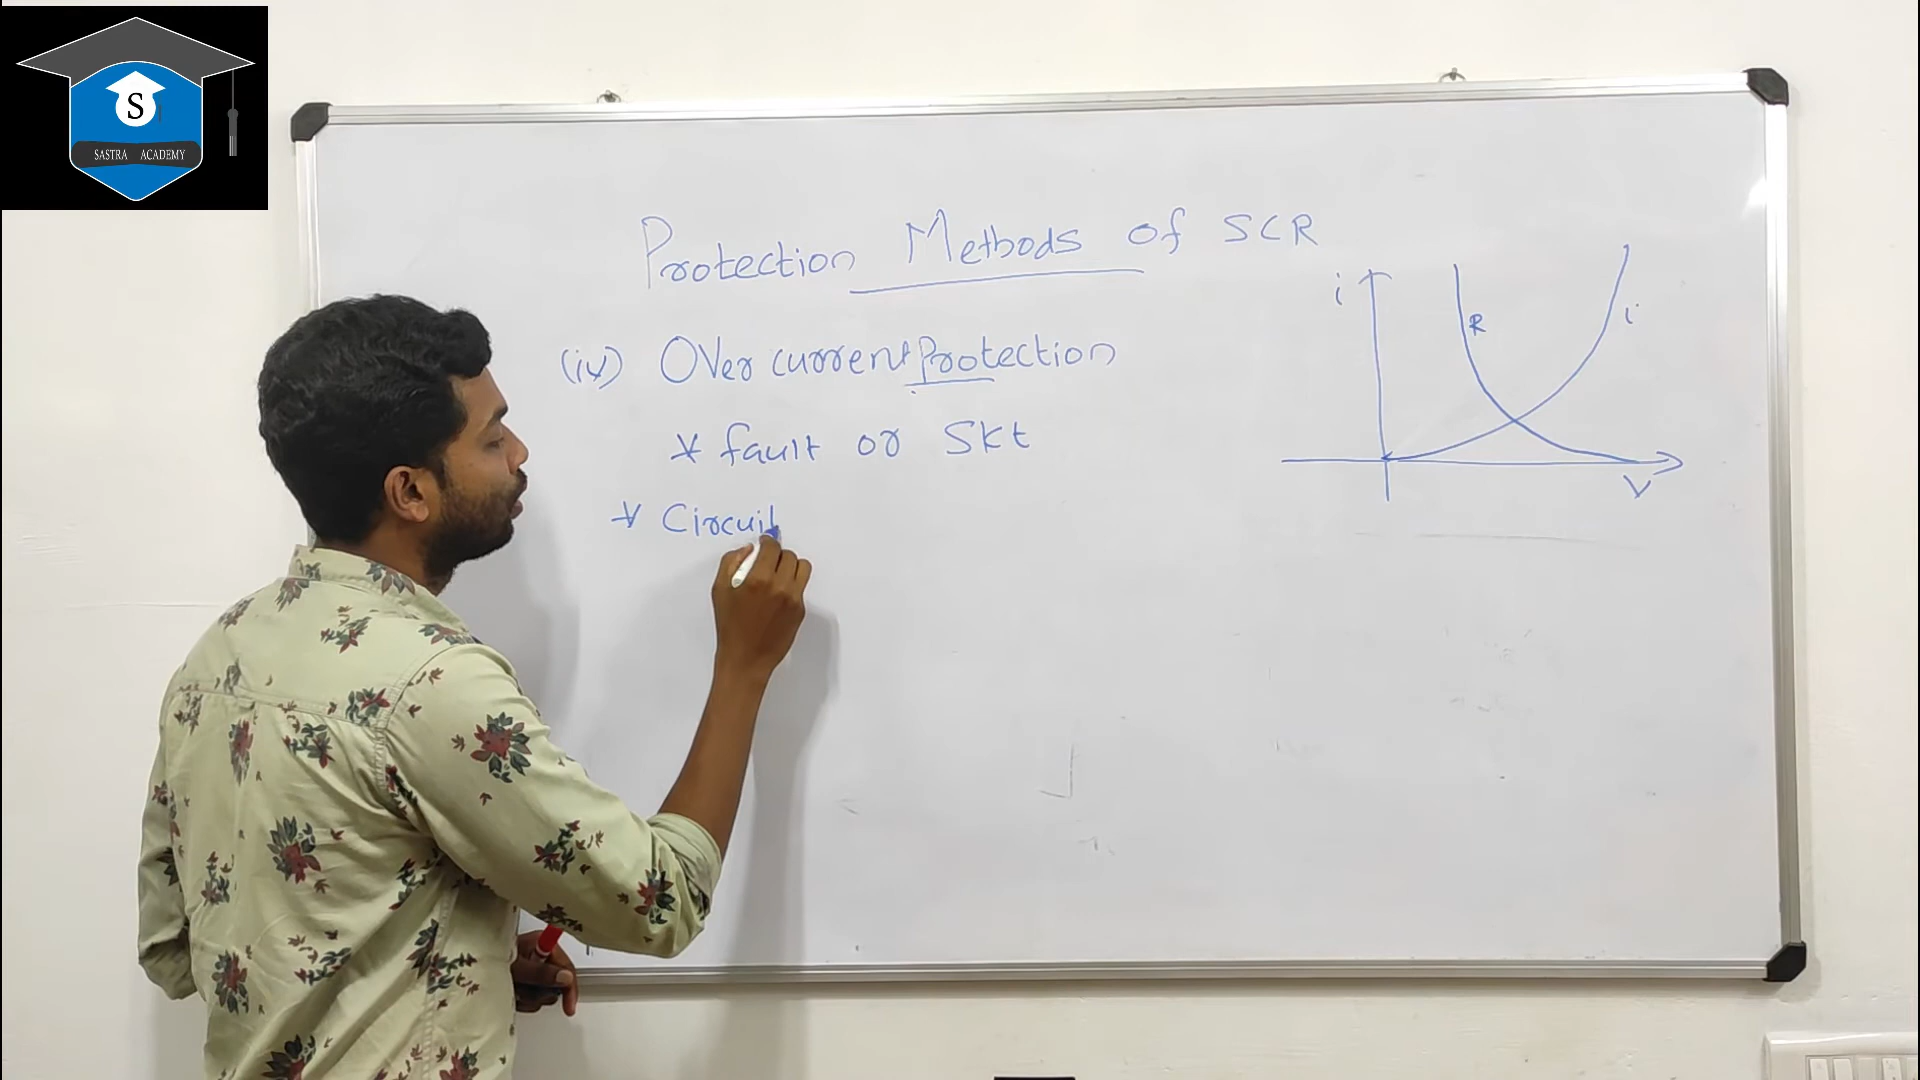 S
SASTRA ACADEMY
Protection Methods of SCR
(iv) Over current Protection
* fault or Skt
* Circuit
i
R
i
V